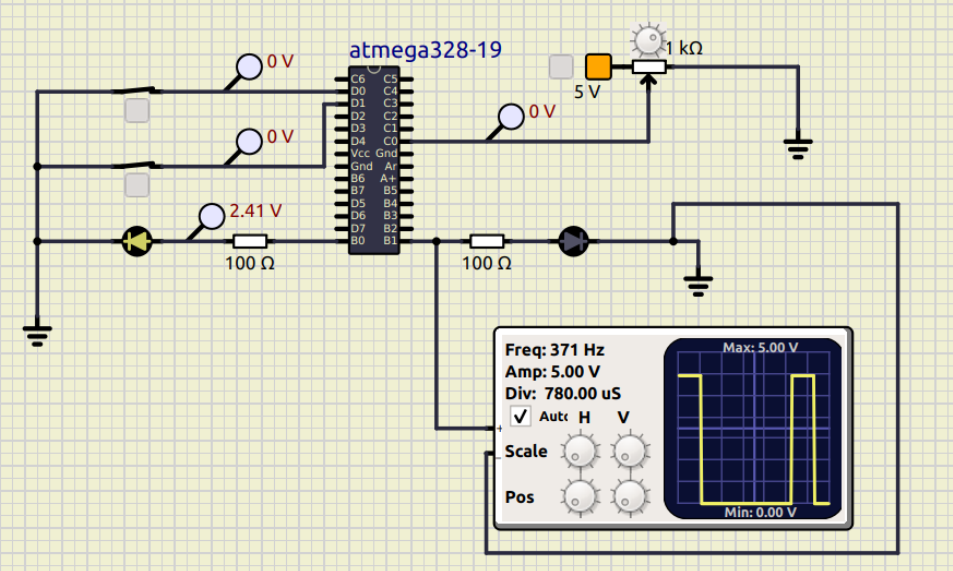 atmega328-19
0 V
1 kΩ
5 V
0 V
0 V
2.41 V
100 Ω
100 Ω
C6 C5
D0 C4
D1 C3
D2 C2
D3 C1
D4 C0
Vcc Gnd
Gnd Ar
B6 A+
B7 B5
D5 B4
D6 B3
D7 B2
B0 B1
Freq: 371 Hz
Amp: 5.00 V
Div: 780.00 uS
✓ Auto H V
+
-
Scale
Pos
Max: 5.00 V
Min: 0.00 V